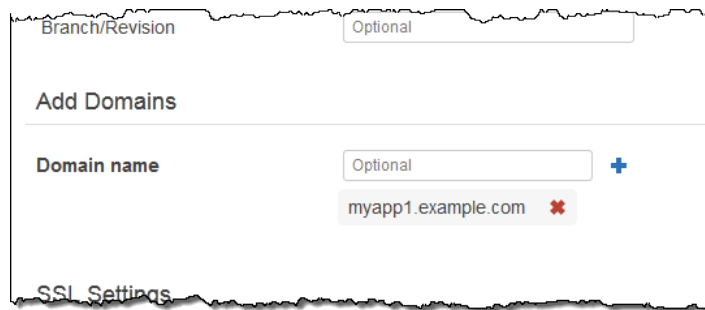 Branch/Revision Optional
Add Domains
Domain name Optional
myapp1.example.com
SSL Settings